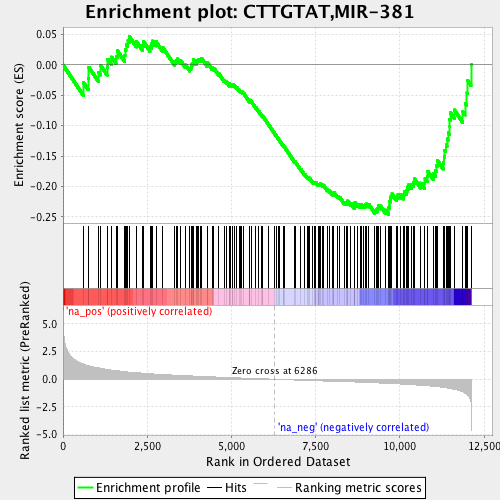 Enrichment plot: CTTGTAT,MIR-381
Enrichment score (ES)
0.05
0.00
-0.05
-0.10
-0.15
-0.20
-0.25
'na_pos' (positively correlated)
Ranked list metric (PreRanked)
5.0
2.5
0.0
-2.5
-5.0
Zero cross at 6286
'na_neg' (negatively correlated)
0
2,500
5,000
7,500
10,000
12,500
Rank in Ordered Dataset
Enrichment profile
Hits
Ranking metric scores